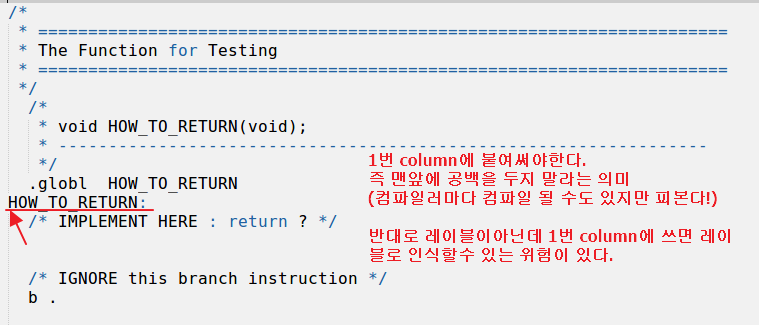 /*
 * =====================================================================
 * The Function for Testing
 * =====================================================================
 */
  /*
   * void HOW_TO_RETURN(void);
   * -----------------------------------------------------------------
   */
  .globl  HOW_TO_RETURN
HOW_TO_RETURN:
  /* IMPLEMENT HERE : return ? */
1번 column에 붙여써야한다.
즉 맨앞에 공백을 두지 말라는 의미
(컴파일러마다 컴파일 될 수도 있지만 피본다!)
반대로 레이블이아닌데 1번 column에 쓰면 레이
블로 인식할수 있는 위험이 있다.
  /* IGNORE this branch instruction */
  b .